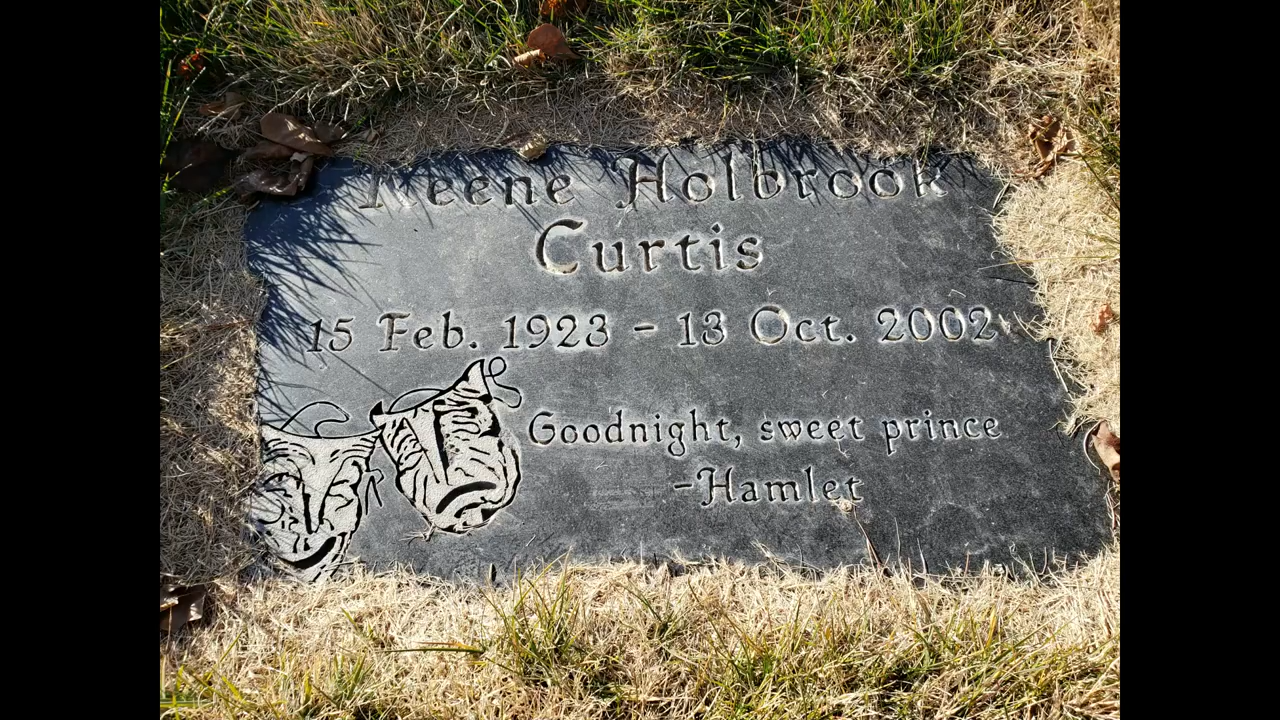 Keene Holbrook
Curtis
15 Feb. 1923 - 13 Oct. 2002
Goodnight, sweet prince
-Hamlet